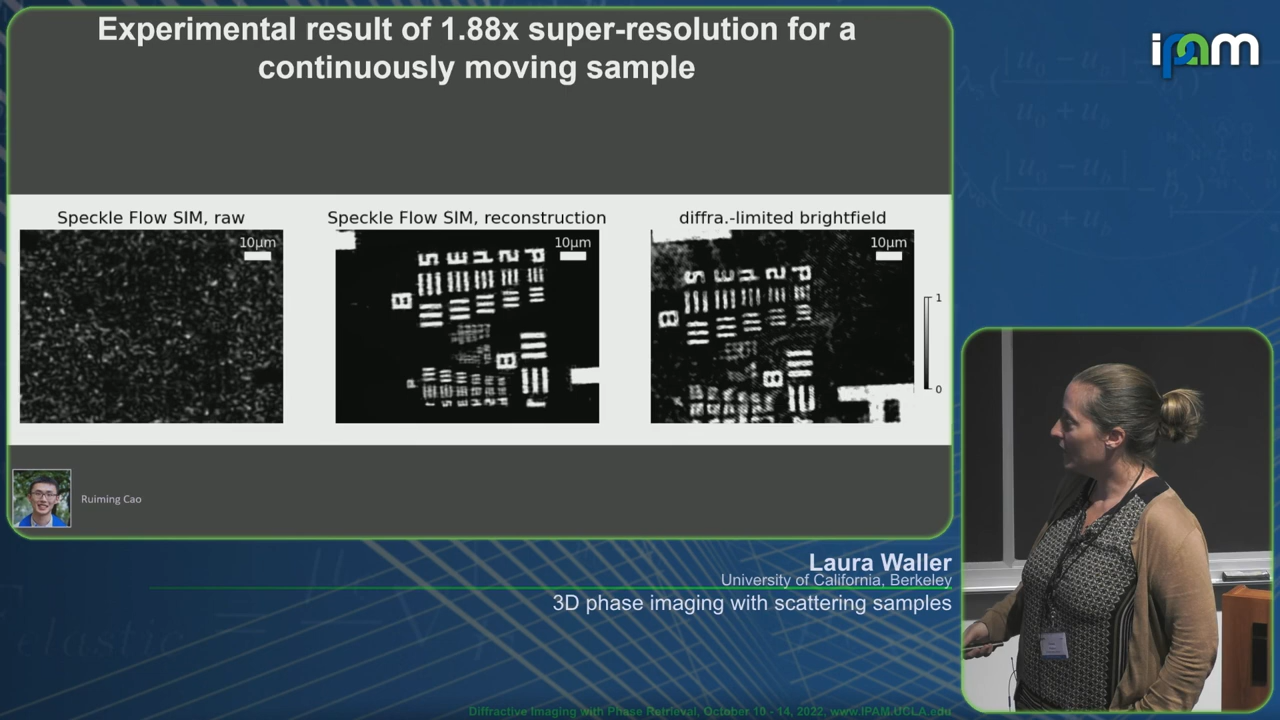 Experimental result of 1.88x super-resolution for a
continuously moving sample
ipam
Speckle Flow SIM, raw
Speckle Flow SIM, reconstruction
diffra.-limited brightfield
10μm
10μm
10μm
1
0
Ruiming Cao
Laura Waller
University of California, Berkeley
3D phase imaging with scattering samples
elastic
Diffractive Imaging with Phase Retrieval, October 10 - 14, 2022, www.IPAM.UCLA.edu